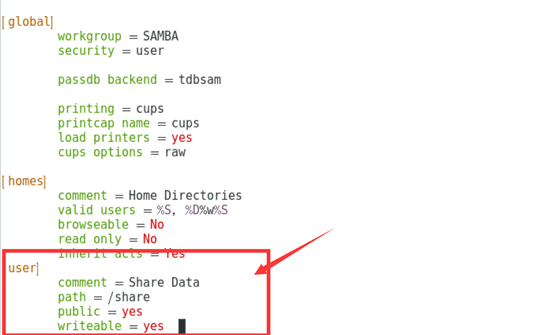 [global]
workgroup = SAMBA
security = user
passdb backend = tdbsam
printing = cups
printcap name = cups
load printers = yes
cups options = raw
[homes]
comment = Home Directories
valid users = %S, %D%w%S
browseable = No
read only = No
inherit acls = Yes
user]
comment = Share Data
path = /share
public = yes
writeable = yes